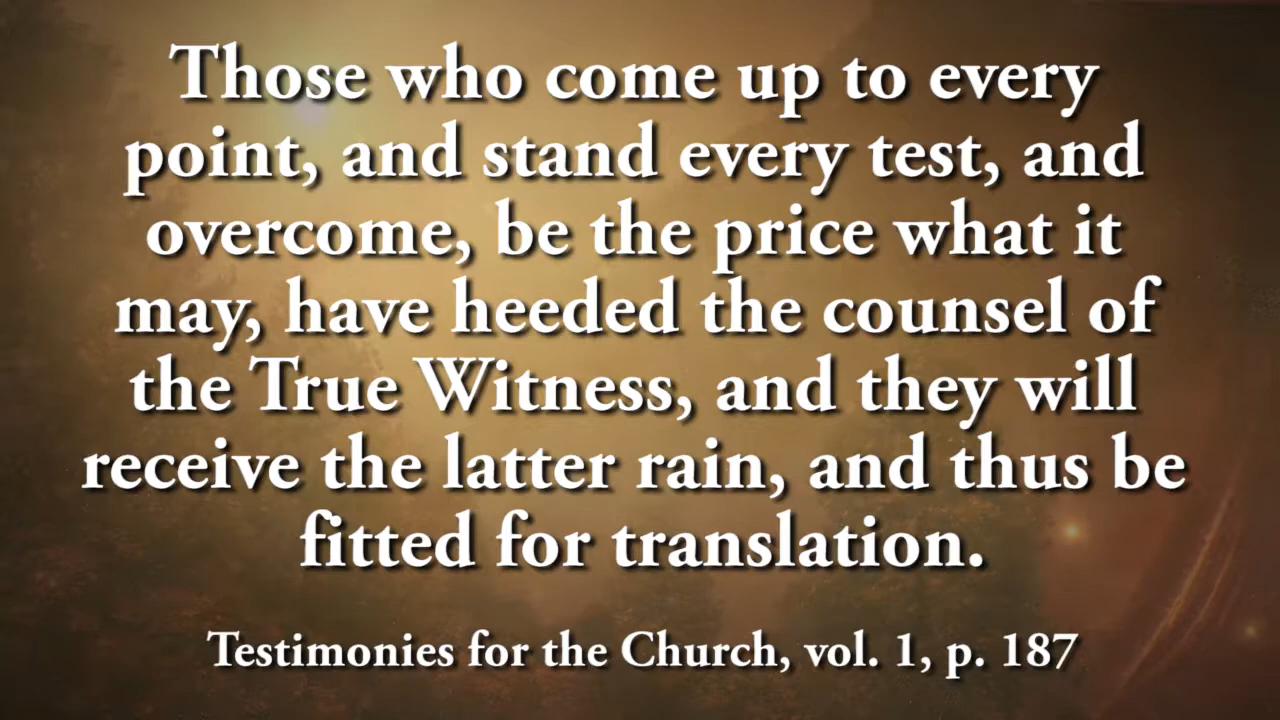 Those who come up to every
point, and stand every test, and
overcome, be the price what it
may, have heeded the counsel of
the True Witness, and they will
receive the latter rain, and thus be
fitted for translation.
Testimonies for the Church, vol. 1, p. 187